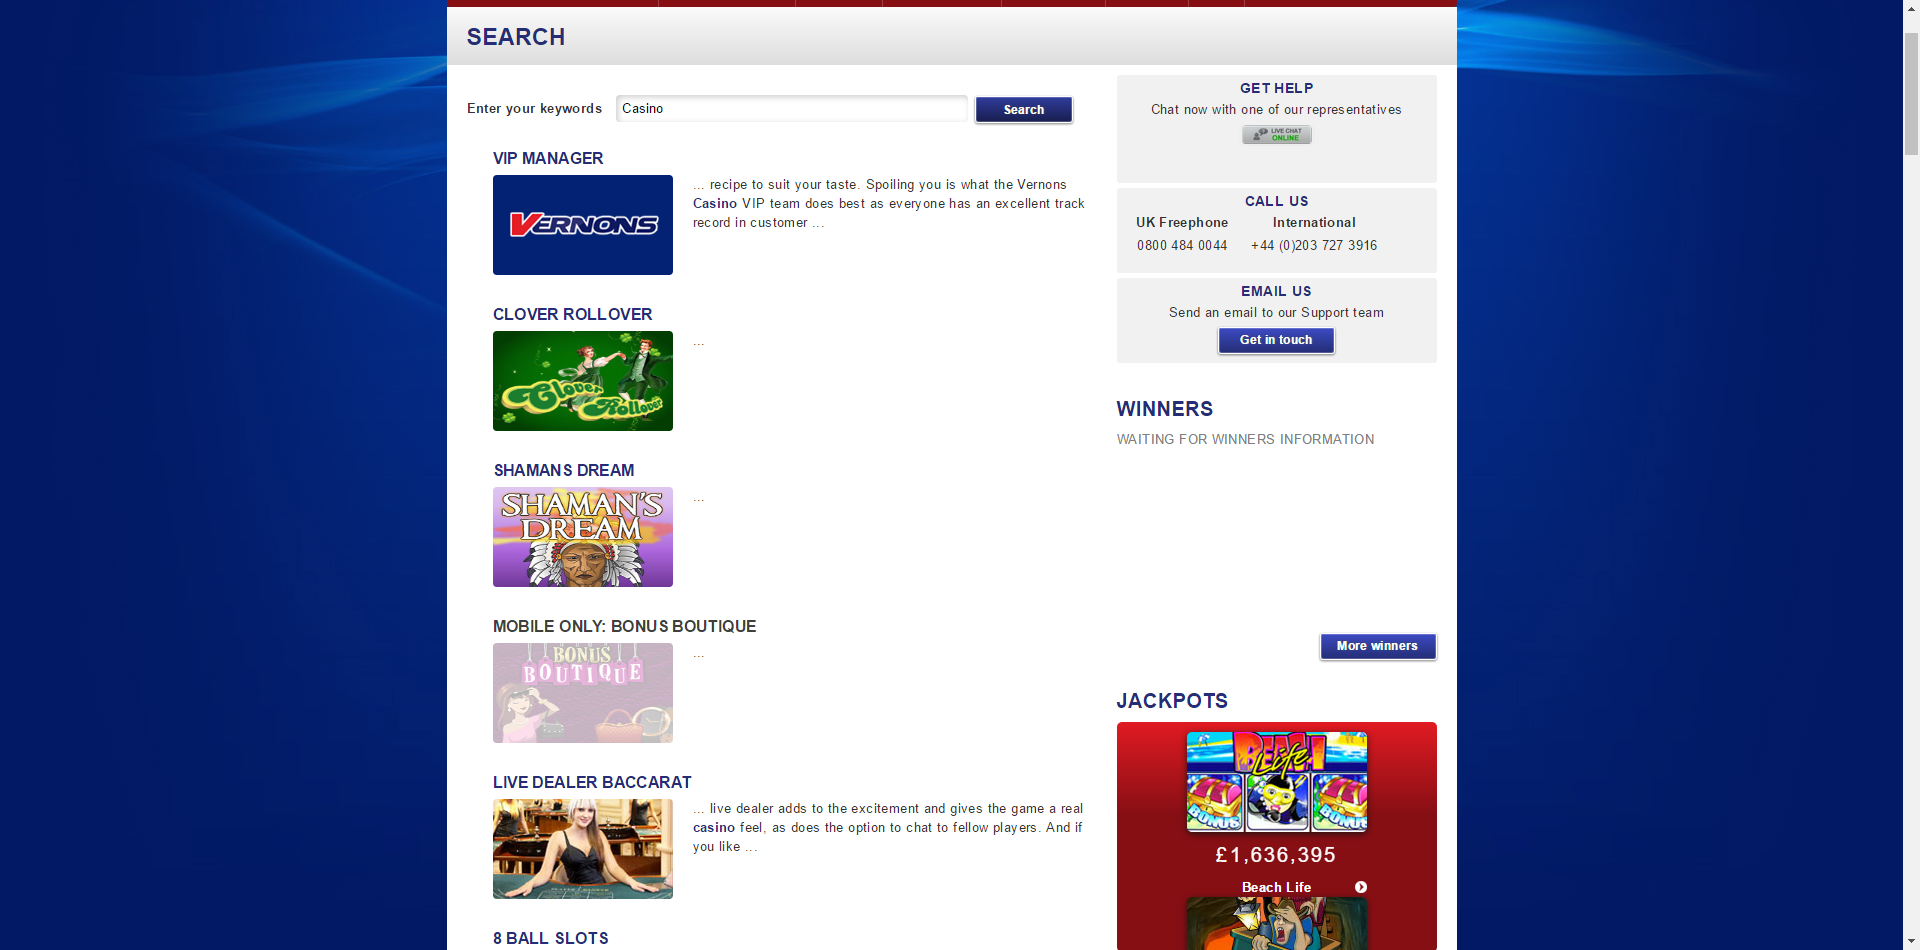 SEARCH
Enter your keywords
Casino
Search
VIP MANAGER
VERNONS
... recipe to suit your taste. Spoiling you is what the Vernons
Casino VIP team does best as everyone has an excellent track
record in customer ...
CLOVER ROLLOVER
Clover
Rollover
...
SHAMANS DREAM
SHAMAN'S
DREAM
...
MOBILE ONLY: BONUS BOUTIQUE
BONUS
BOUTIQUE
...
LIVE DEALER BACCARAT
... live dealer adds to the excitement and gives the game a real
casino feel, as does the option to chat to fellow players. And if
you like ...
8 BALL SLOTS
GET HELP
Chat now with one of our representatives
LIVE CHAT
ONLINE
CALL US
UK Freephone
International
0800 484 0044
+44 (0)203 727 3916
EMAIL US
Send an email to our Support team
Get in touch
WINNERS
WAITING FOR WINNERS INFORMATION
More winners
JACKPOTS
BEACH
Life
BONUS
BONUS
£1,636,395
Beach Life